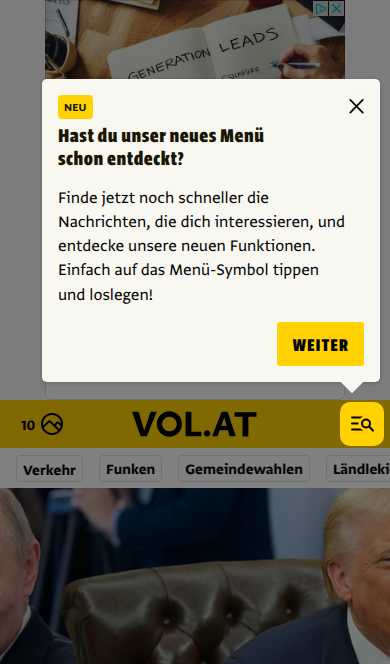 GENERATION LEADS
NEU
Hast du unser neues Menü
schon entdeckt?
Finde jetzt noch schneller die
Nachrichten, die dich interessieren, und
entdecke unsere neuen Funktionen.
Einfach auf das Menü-Symbol tippen
und loslegen!
WEITER
10
VOL.AT
Verkehr
Funken
Gemeindewahlen